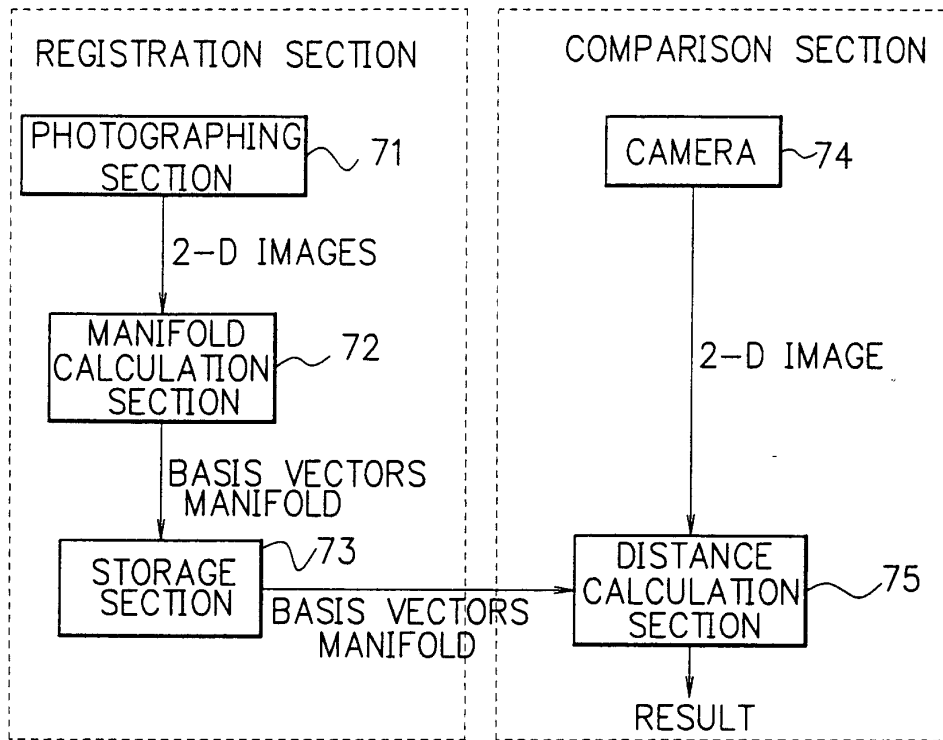 REGISTRATION SECTION
PHOTOGRAPHING
SECTION
71
2-D IMAGES
MANIFOLD
CALCULATION
SECTION
72
BASIS VECTORS
MANIFOLD
STORAGE
SECTION
73
BASIS VECTORS
MANIFOLD
COMPARISON SECTION
CAMERA
74
2-D IMAGE
DISTANCE
CALCULATION
SECTION
75
RESULT